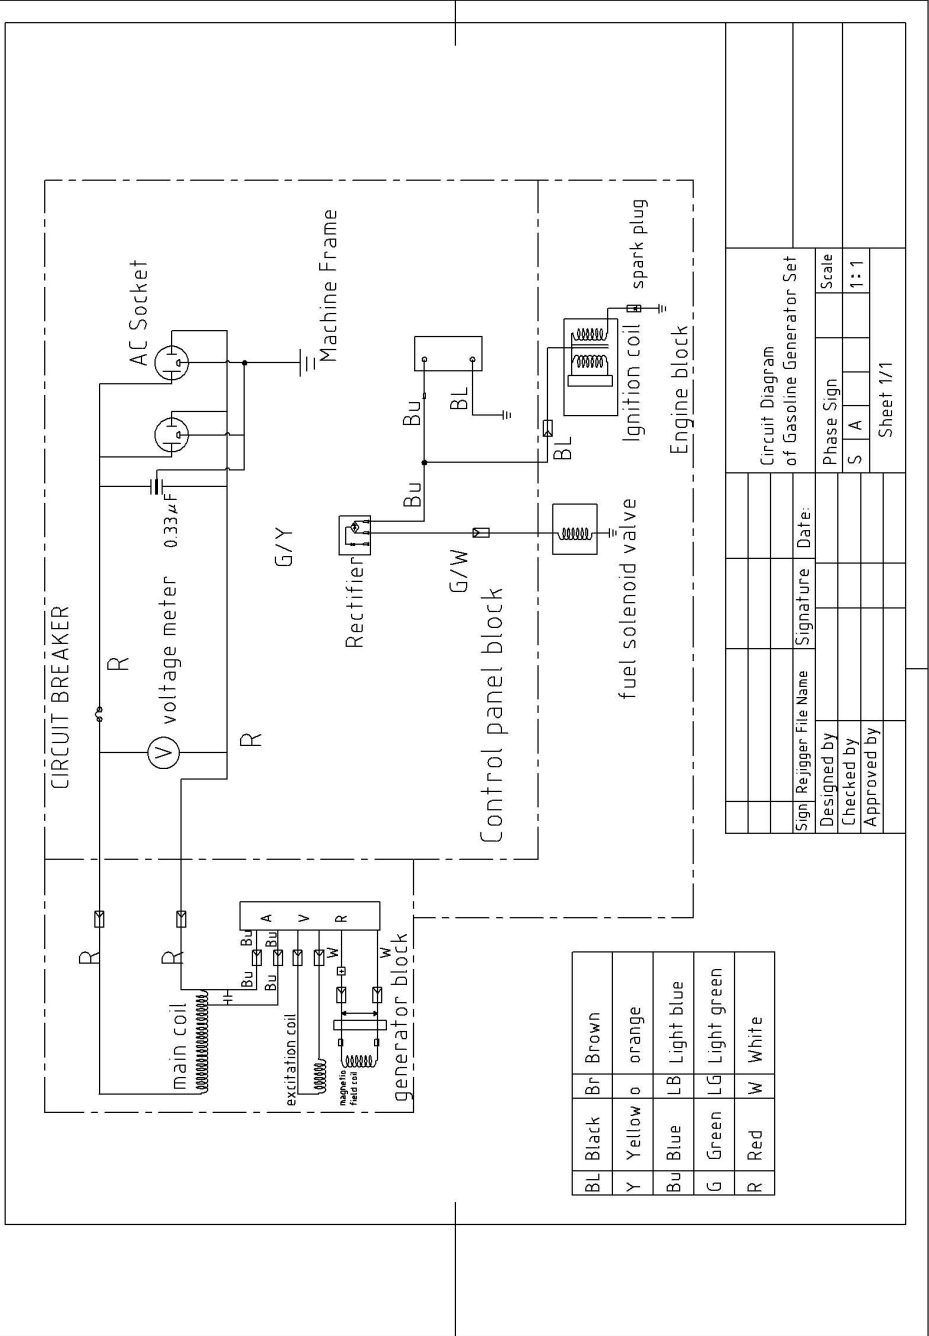 CIRCUIT BREAKER
R
voltage meter
V
0.33μF
AC Socket
Machine Frame
R
G/Y
Rectifier
Bu
Bu
BL
G/W
BL
Control panel block
R
R
main coil
Bu
Bu
Bu
Bu
A
V
R
W
W
excitation coil
magnetio
field coil
generator block
spark plug
Ignition coil
Engine block
fuel solenoid valve
BL Black Br Brown
Y Yellow o orange
Bu Blue LB Light blue
G Green LG Light green
R Red W White
Circuit Diagram
of Gasoline Generator Set
Sign Rejigger File Name Signature Date:
Designed by Phase Sign Scale
Checked by S A 1:1
Approved by Sheet 1/1